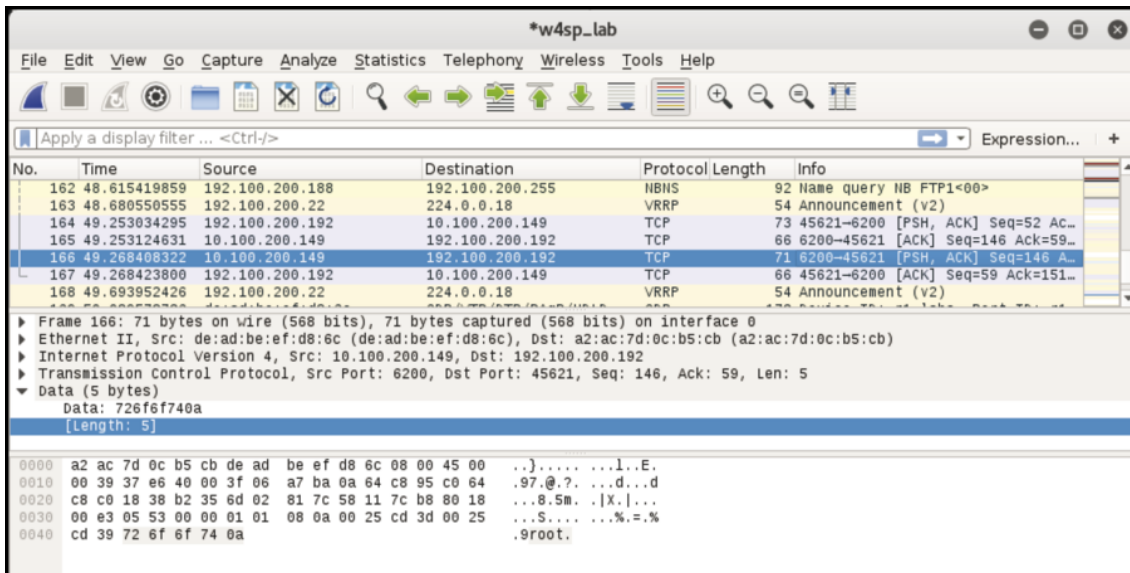 *w4sp_lab
File Edit View Go Capture Analyze Statistics Telephony Wireless Tools Help
Apply a display filter ... <Ctrl-/> Expression... +
No. Time Source Destination Protocol Length Info
162 48.615419859 192.100.200.188 192.100.200.255 NBNS 92 Name query NB FTP1<00>
163 48.680550555 192.100.200.22 224.0.0.18 VRRP 54 Announcement (v2)
164 49.253034295 192.100.200.192 10.100.200.149 TCP 73 45621→6200 [PSH, ACK] Seq=52 Ac…
165 49.253124631 10.100.200.149 192.100.200.192 TCP 66 6200→45621 [ACK] Seq=146 Ack=59…
166 49.268408322 10.100.200.149 192.100.200.192 TCP 71 6200→45621 [PSH, ACK] Seq=146 A…
167 49.268423800 192.100.200.192 10.100.200.149 TCP 66 45621→6200 [ACK] Seq=59 Ack=151…
168 49.693952426 192.100.200.22 224.0.0.18 VRRP 54 Announcement (v2)
Frame 166: 71 bytes on wire (568 bits), 71 bytes captured (568 bits) on interface 0
Ethernet II, Src: de:ad:be:ef:d8:6c (de:ad:be:ef:d8:6c), Dst: a2:ac:7d:0c:b5:cb (a2:ac:7d:0c:b5:cb)
Internet Protocol Version 4, Src: 10.100.200.149, Dst: 192.100.200.192
Transmission Control Protocol, Src Port: 6200, Dst Port: 45621, Seq: 146, Ack: 59, Len: 5
Data (5 bytes)
Data: 726f6f740a
[Length: 5]
0000 a2 ac 7d 0c b5 cb de ad be ef d8 6c 08 00 45 00 ..}..... ...l..E.
0010 00 39 37 e6 40 00 3f 06 a7 ba 0a 64 c8 95 c0 64 .97.@.?. ...d...d
0020 c8 c0 18 38 b2 35 6d 02 81 7c 58 11 7c b8 80 18 ...8.5m. .|X.|...
0030 00 e3 05 53 00 00 01 01 08 0a 00 25 cd 3d 00 25 ...S.... ...%.=.%
0040 cd 39 72 6f 6f 74 0a .9root.